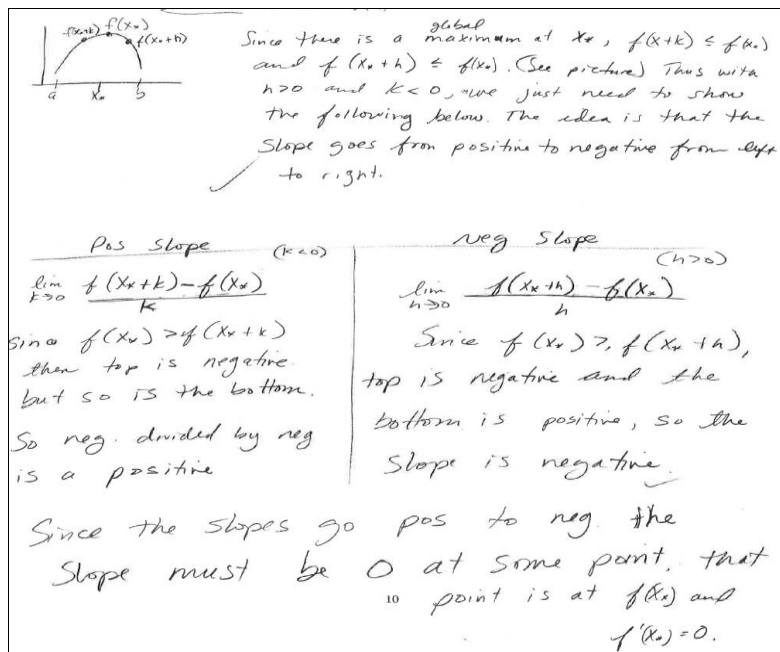 f(x*+k) f(x*) f(x*+h)
a x* b
global
Since there is a maximum at x*, f(x+k) ≤ f(x*)
and f(x*+h) ≤ f(x*). (See picture) Thus with
h>0 and k<0, we just need to show
the following below. The idea is that the
slope goes from positive to negative from left
to right.
Pos slope (k<0)
lim k→0 f(x*+k) - f(x*) / k
Since f(x*) ≥ f(x*+k)
then top is negative
but so is the bottom.
So neg. divided by neg
is a positive
Neg Slope (h>0)
lim h→0 f(x*+h) - f(x*) / h
Since f(x*) ≥ f(x*+h),
top is negative and the
bottom is positive, so the
slope is negative.
Since the slopes go pos to neg. the
slope must be 0 at some point, that
10 point is at f(x*) and
f'(x*) = 0.